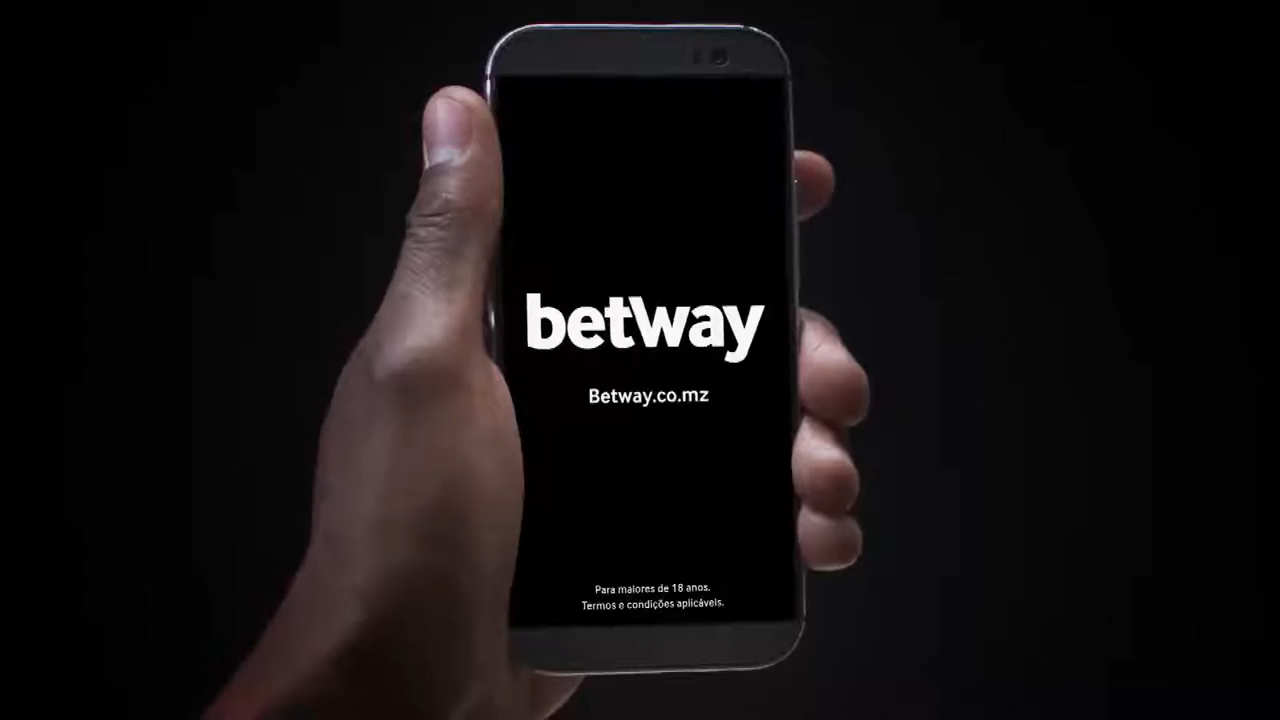 betway
Betway.co.mz
Para maiores de 18 anos.
Termos e condições aplicáveis.